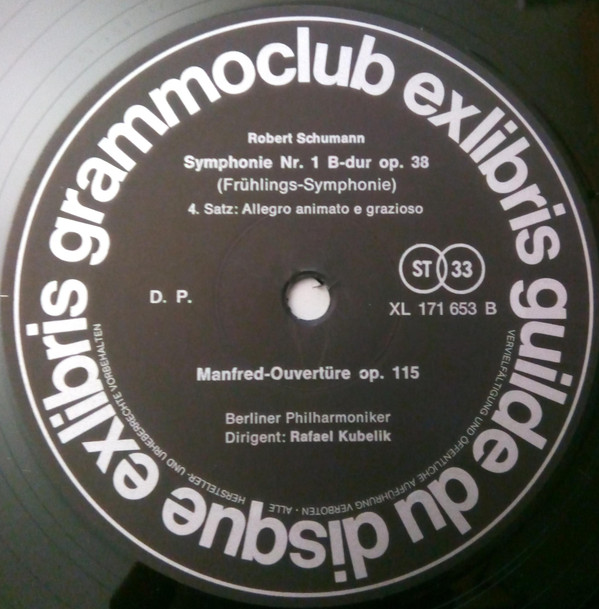 exlibris grammoclub exlibris guilde du disque
Robert Schumann
Symphonie Nr. 1 B-dur op. 38
(Frühlings-Symphonie)
4. Satz: Allegro animato e grazioso
ST 33
D. P.
XL 171 653 B
Manfred-Ouvertüre op. 115
Berliner Philharmoniker
Dirigent: Rafael Kubelik
ALLE HERSTELLER- UND URHEBERRECHTE VORBEHALTEN
VERVIELFÄLTIGUNG UND ÖFFENTLICHE AUFFÜHRUNG VERBOTEN ·